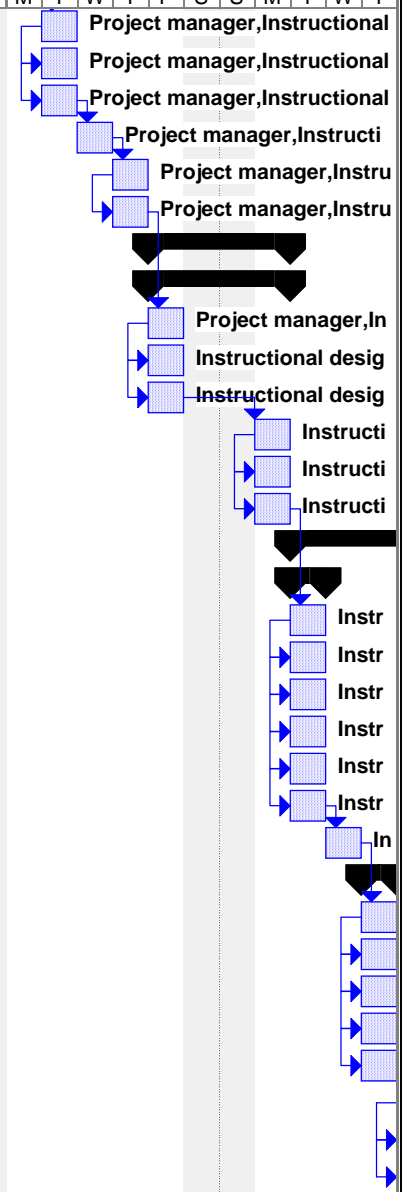 M T W T F S S M T W T
Project manager,Instructional
Project manager,Instructional
Project manager,Instructional
Project manager,Instructi
Project manager,Instru
Project manager,Instru
Project manager,In
Instructional desig
Instructional desig
Instructi
Instructi
Instructi
Instr
Instr
Instr
Instr
Instr
Instr
In